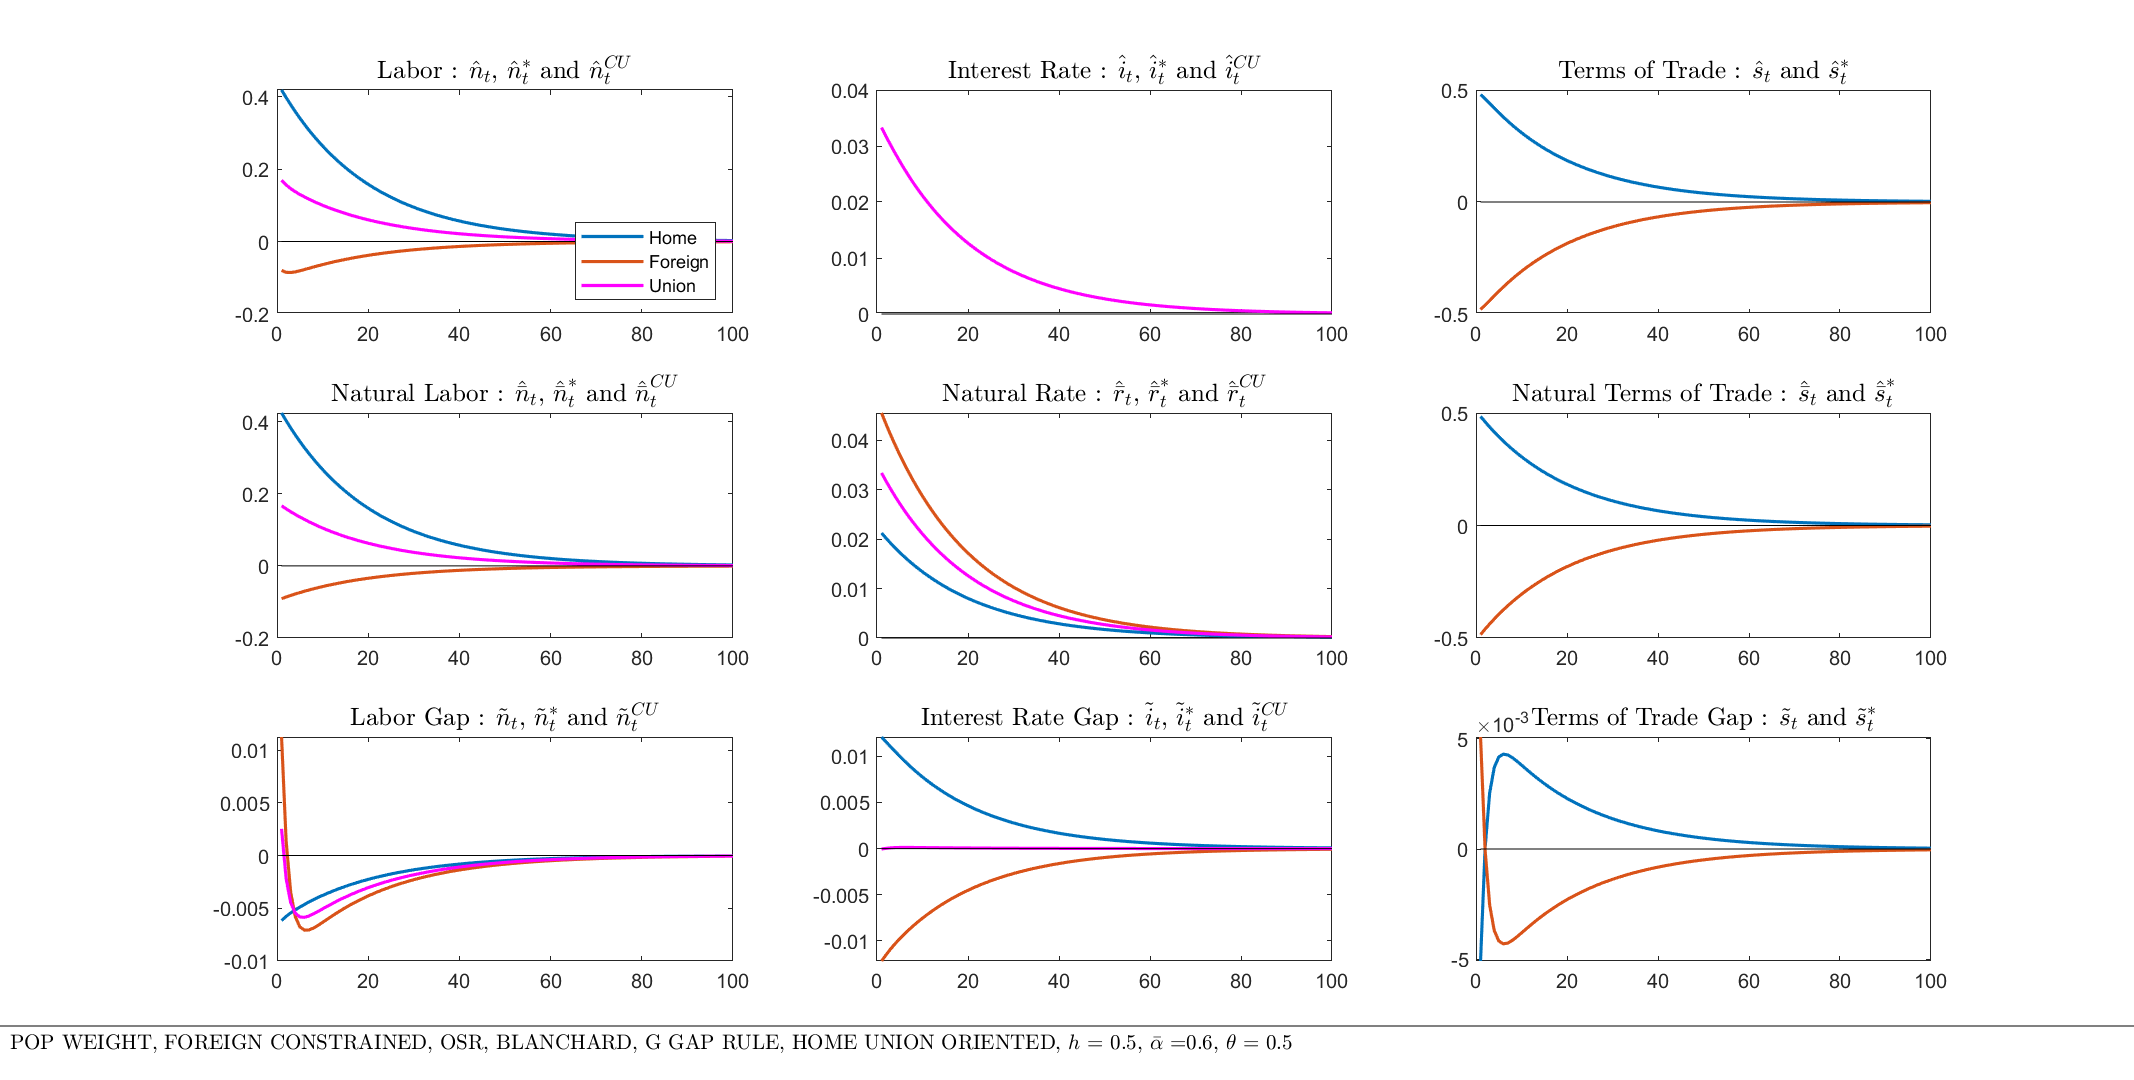 Labor : n̂ₜ, n̂ₜ* and n̂ₜᶜᵁ
0.4
0.2
0
-0.2
0 20 40 60 80 100
Home
Foreign
Union
Interest Rate : îₜ, îₜ* and îₜᶜᵁ
0.04
0.03
0.02
0.01
0
0 20 40 60 80 100
Terms of Trade : ŝₜ and ŝₜ*
0.5
0
-0.5
0 20 40 60 80 100
Natural Labor : n̄̂ₜ, n̄̂ₜ* and n̄̂ₜᶜᵁ
0.4
0.2
0
-0.2
0 20 40 60 80 100
Natural Rate : r̄̂ₜ, r̄̂ₜ* and r̄̂ₜᶜᵁ
0.04
0.03
0.02
0.01
0
0 20 40 60 80 100
Natural Terms of Trade : s̄̂ₜ and s̄̂ₜ*
0.5
0
-0.5
0 20 40 60 80 100
Labor Gap : ñₜ, ñₜ* and ñₜᶜᵁ
0.01
0.005
0
-0.005
-0.01
0 20 40 60 80 100
Interest Rate Gap : ĩₜ, ĩₜ* and ĩₜᶜᵁ
0.01
0.005
0
-0.005
-0.01
0 20 40 60 80 100
×10⁻³ Terms of Trade Gap : s̃ₜ and s̃ₜ*
5
0
-5
0 20 40 60 80 100
POP WEIGHT, FOREIGN CONSTRAINED, OSR, BLANCHARD, G GAP RULE, HOME UNION ORIENTED, h = 0.5, ᾱ =0.6, θ = 0.5